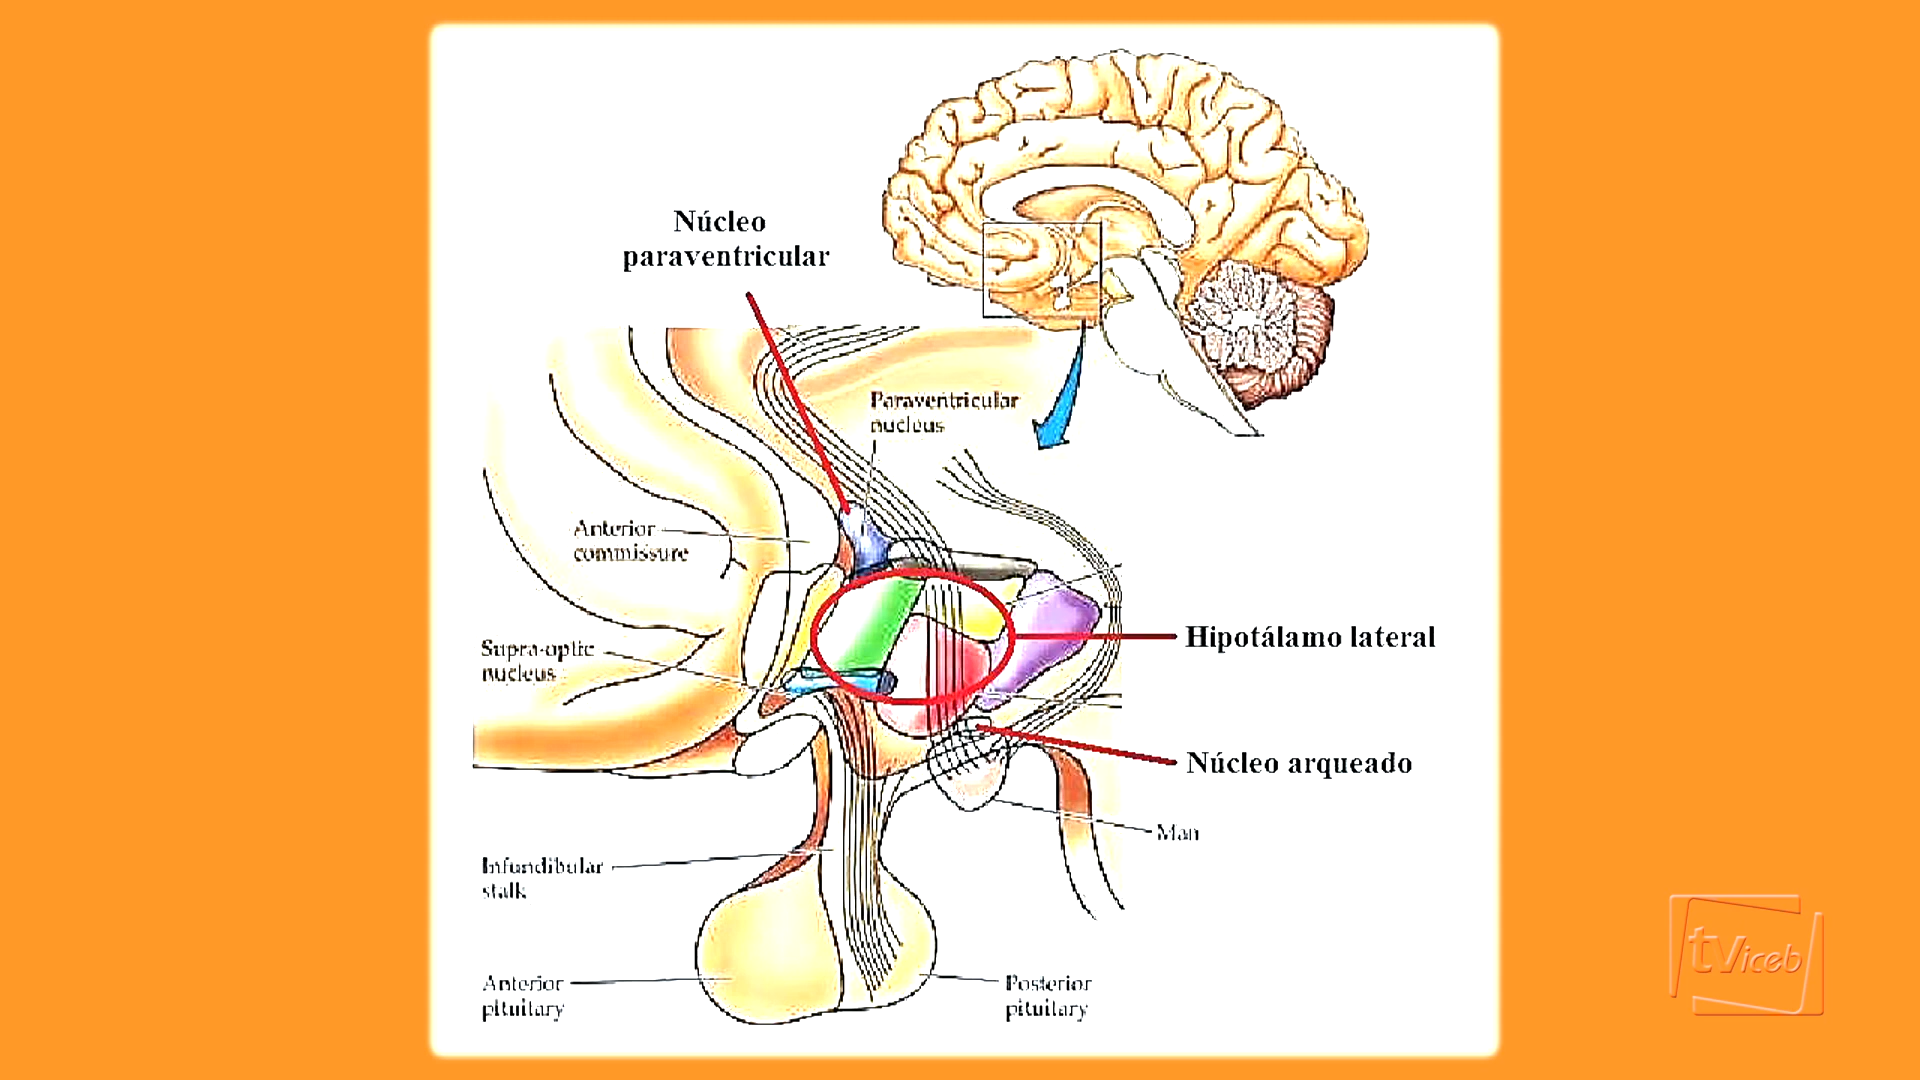 Núcleo
paraventricular
Paraventricular
nucleus
Anterior
commissure
Supra-optic
nucleus
Hipotálamo lateral
Núcleo arqueado
Man
Infundibular
stalk
Anterior
pituitary
Posterior
pituitary
tViceb